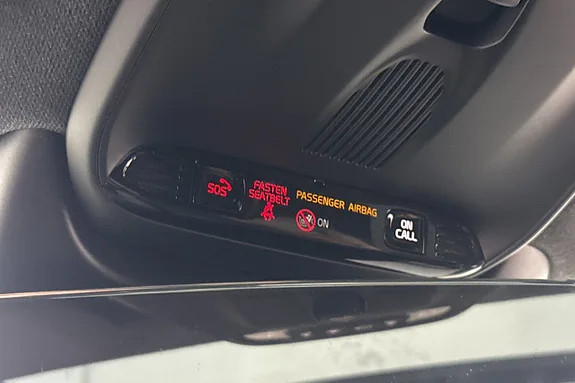 SOS
FASTEN
SEATBELT
PASSENGER AIRBAG
ON
ON
CALL